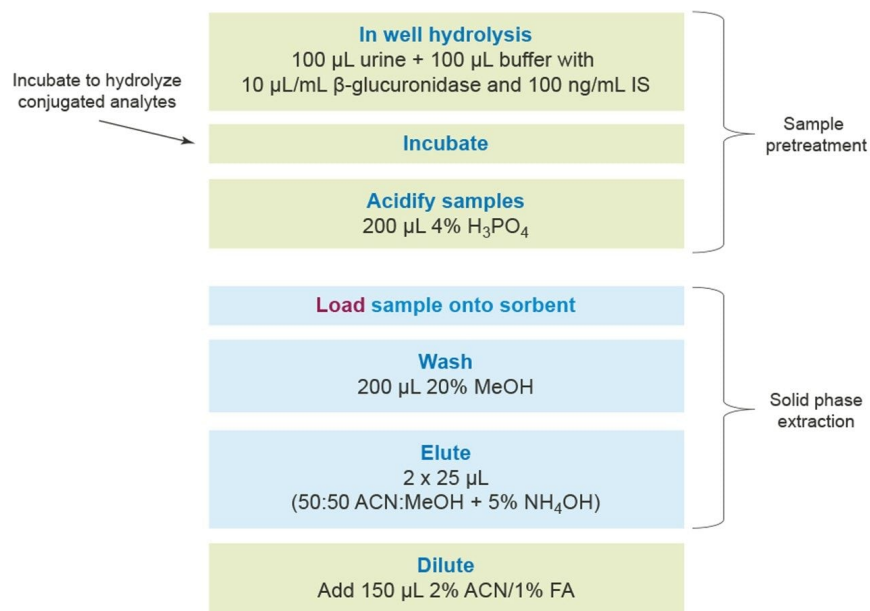 In well hydrolysis
100 µL urine + 100 µL buffer with
10 µL/mL β-glucuronidase and 100 ng/mL IS
Incubate to hydrolyze
conjugated analytes
Incubate
Sample
pretreatment
Acidify samples
200 µL 4% H₃PO₄
Load sample onto sorbent
Wash
200 µL 20% MeOH
Solid phase
extraction
Elute
2 x 25 µL
(50:50 ACN:MeOH + 5% NH₄OH)
Dilute
Add 150 µL 2% ACN/1% FA